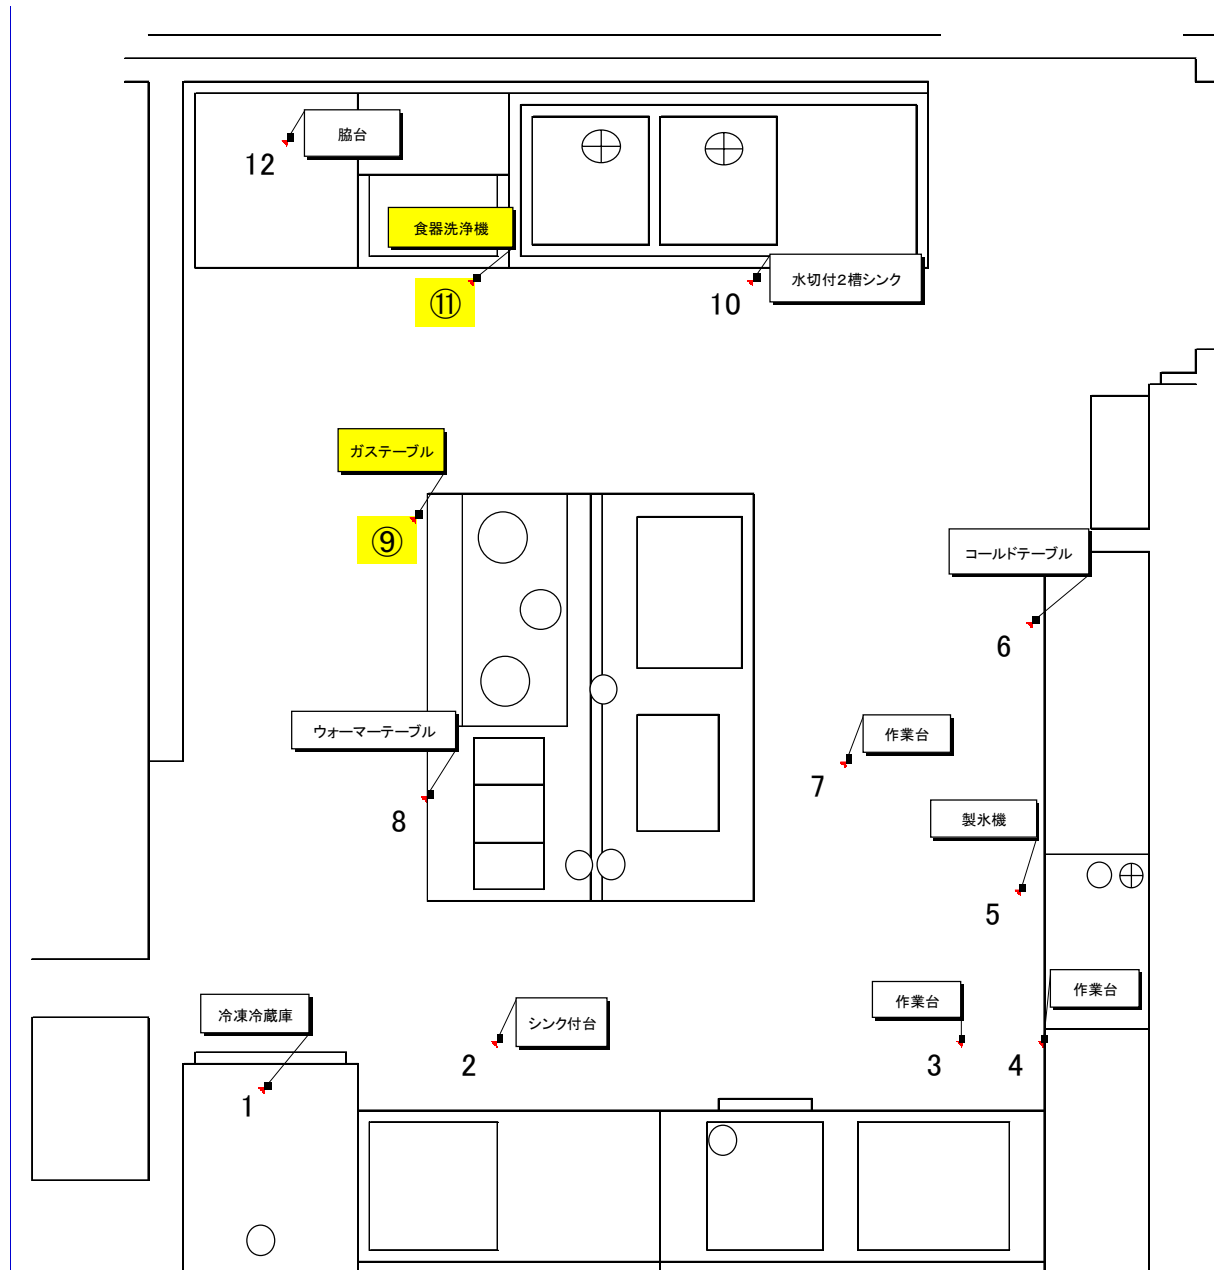 脇台
12
食器洗浄機
⑪
水切付2槽シンク
10
ガステーブル
⑨
コールドテーブル
6
ウォーマーテーブル
8
作業台
7
製氷機
5
冷凍冷蔵庫
1
シンク付台
2
作業台
3
作業台
4